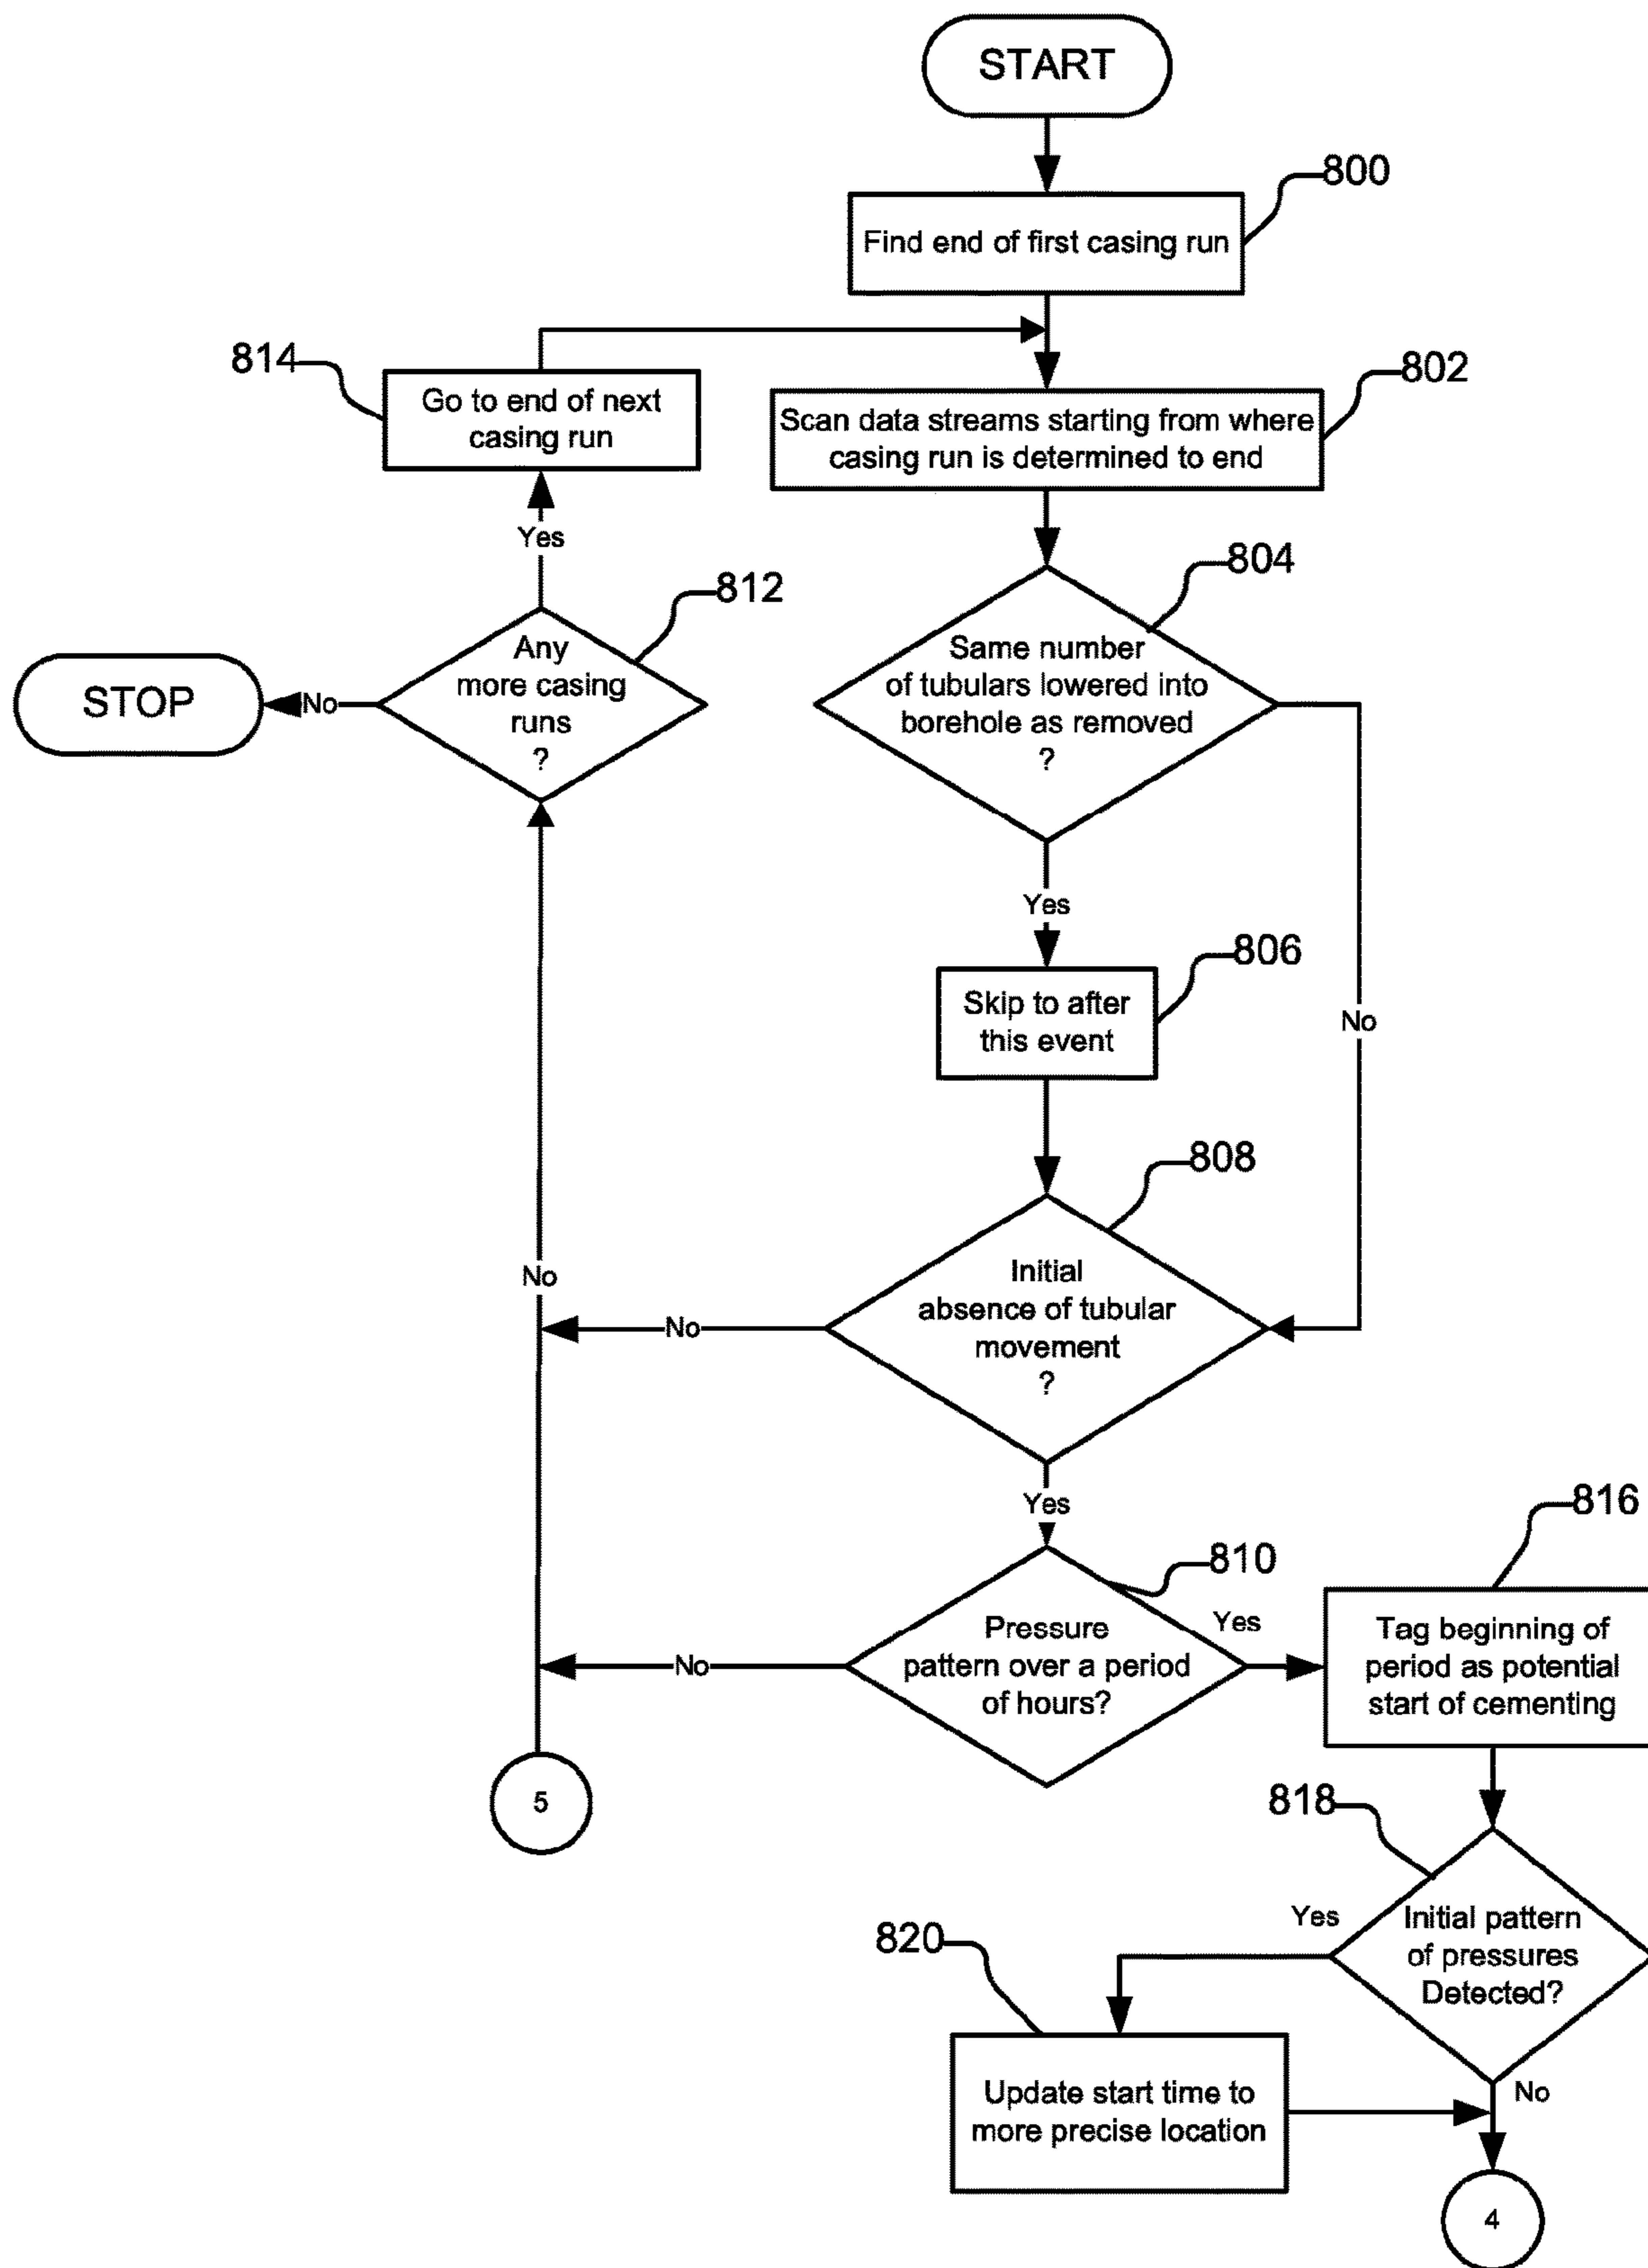 START
800
Find end of first casing run
814
Go to end of next
casing run
802
Scan data streams starting from where
casing run is determined to end
Yes
804
812
Any
more casing
runs
?
Same number
of tubulars lowered into
borehole as removed
?
STOP
No
Yes
806
Skip to after
this event
No
808
Initial
absence of tubular
movement
?
No
No
Yes
816
810
Pressure
pattern over a period
of hours?
Yes
No
Tag beginning of
period as potential
start of cementing
5
818
Initial pattern
of pressures
Detected?
Yes
820
No
Update start time to
more precise location
4